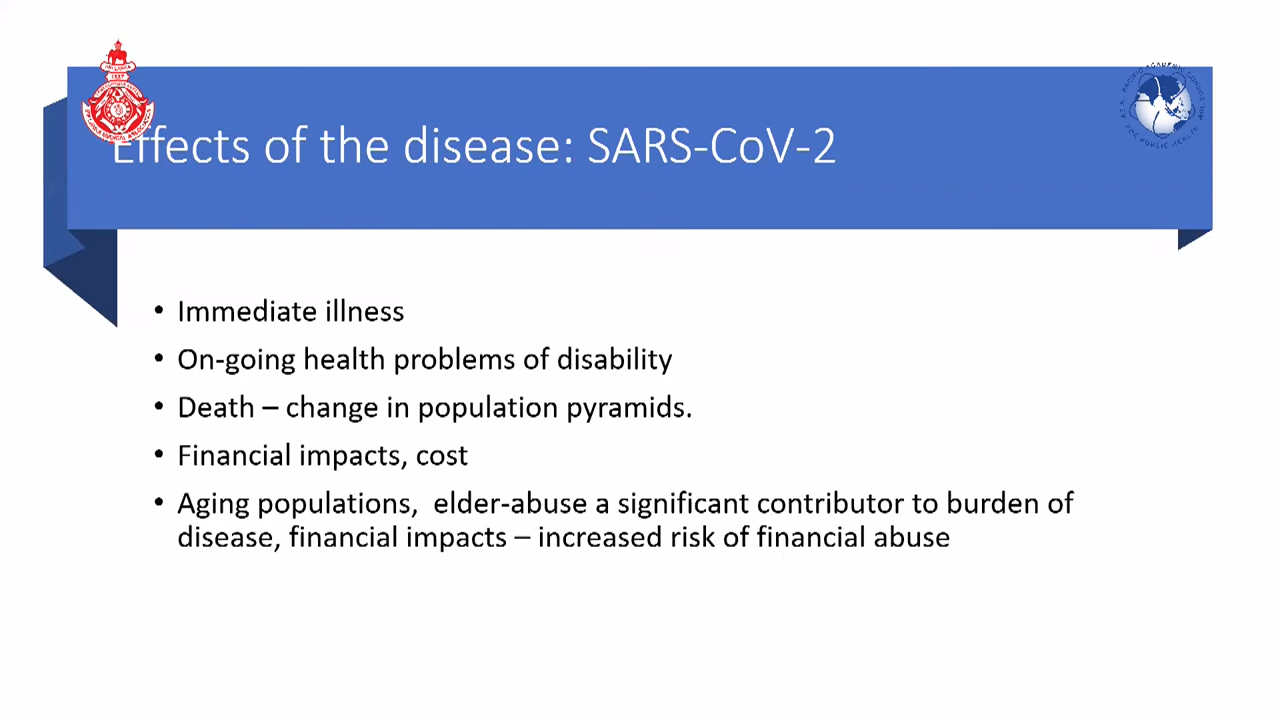 Effects of the disease: SARS-CoV-2
• Immediate illness
• On-going health problems of disability
• Death – change in population pyramids.
• Financial impacts, cost
• Aging populations,  elder-abuse a significant contributor to burden of
disease, financial impacts – increased risk of financial abuse